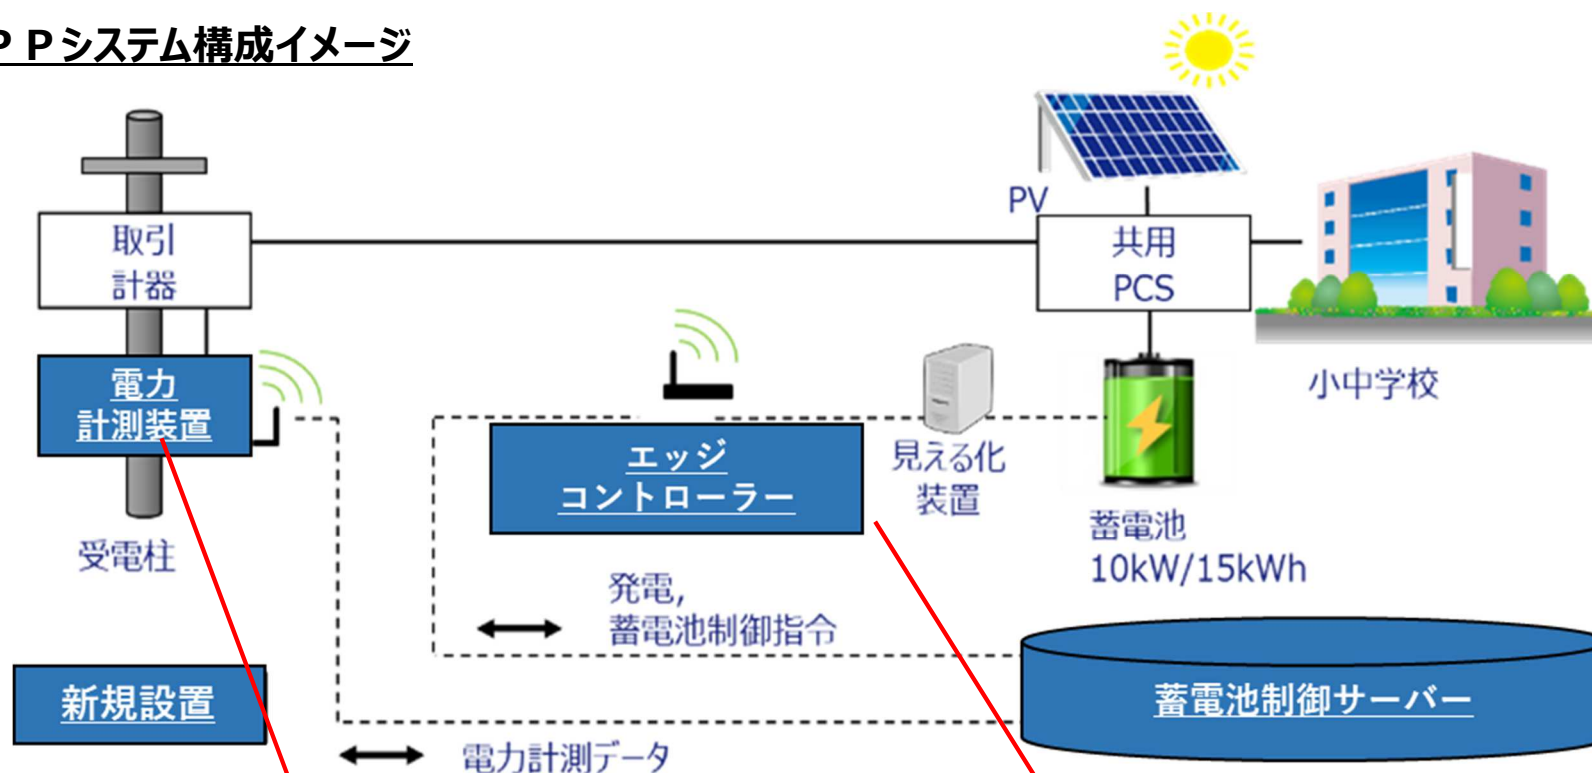 ＰＰシステム構成イメージ
取引
計器
電力
計測装置
受電柱
新規設置
エッジ
コントローラー
発電,
蓄電池制御指令
電力計測データ
見える化
装置
PV
共用
PCS
小中学校
蓄電池
10kW/15kWh
蓄電池制御サーバー